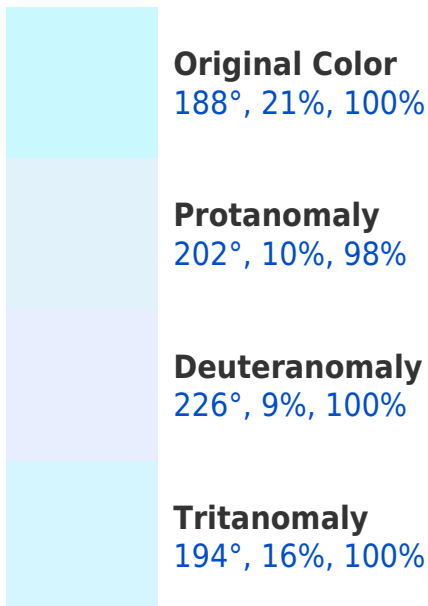 Original Color
188°, 21%, 100%
Protanomaly
202°, 10%, 98%
Deuteranomaly
226°, 9%, 100%
Tritanomaly
194°, 16%, 100%